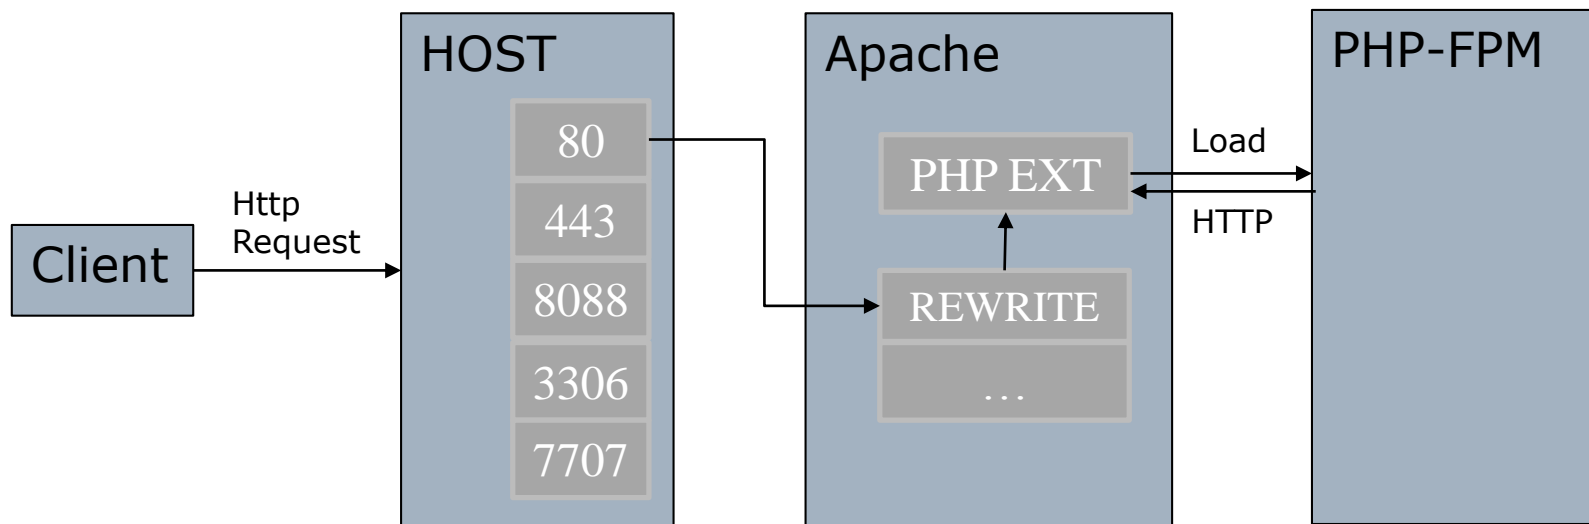 Client
Http
Request
HOST
80
443
8088
3306
7707
Apache
PHP EXT
REWRITE
...
Load
HTTP
PHP-FPM